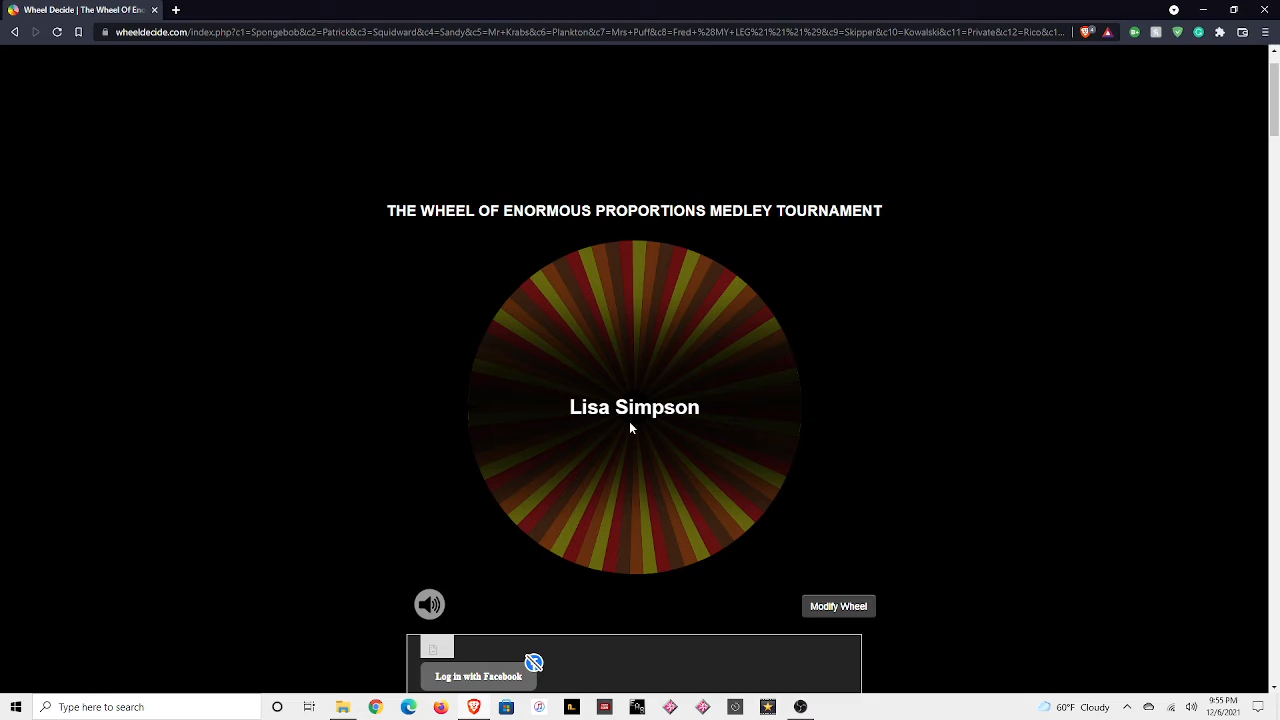 Wheel Decide | The Wheel Of En
wheeldecide.com/index.php?c1=Spongebob&c2=Patrick&c3=Squidward&c4=Sandy&c5=Mr+Krabs&c6=Plankton&c7=Mrs+Puff&c8=Fred+%28MY+LEG%21%21%21%29&c9=Skipper&c10=Kowalski&c11=Private&c12=Rico&c1...
THE WHEEL OF ENORMOUS PROPORTIONS MEDLEY TOURNAMENT
Lisa Simpson
Modify Wheel
Log in with Facebook
Type here to search
60°F Cloudy
9:55 PM
12/6/2021